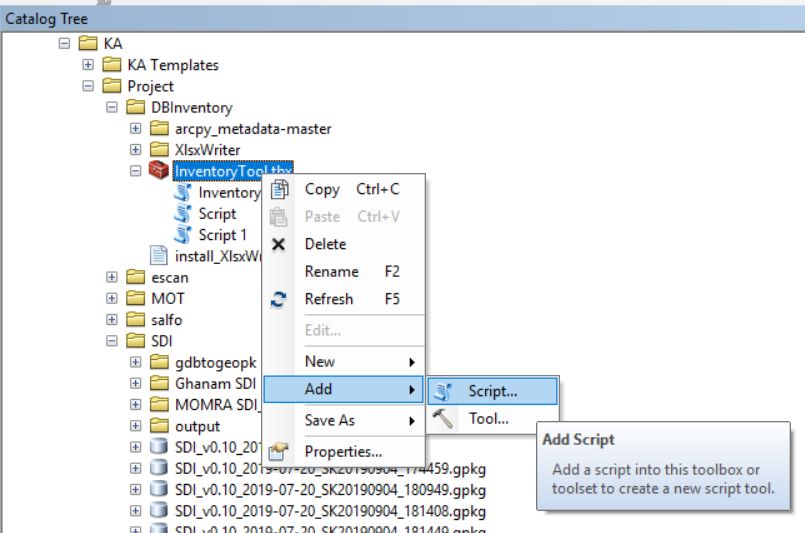 Catalog Tree
KA
KA Templates
Project
DBInventory
arcpy_metadata-master
XlsxWriter
InventoryTool.tbx
Inventory
Script
Script 1
install_XlsxWr
escan
MOT
salfo
SDI
gdbtogeopk
Ghanam SDI
MOMRA SDI_
output
SDI_v0.10_201
SDI_v0.10_2019-07-20_SK20190904_174459.gpkg
SDI_v0.10_2019-07-20_SK20190904_180949.gpkg
SDI_v0.10_2019-07-20_SK20190904_181408.gpkg
SDI_v0.10_2019-07-20_SK20190904_181449.gpkg
Copy Ctrl+C
Paste Ctrl+V
Delete
Rename F2
Refresh F5
Edit...
New
Add
Save As
Properties...
Script...
Tool...
Add Script
Add a script into this toolbox or
toolset to create a new script tool.